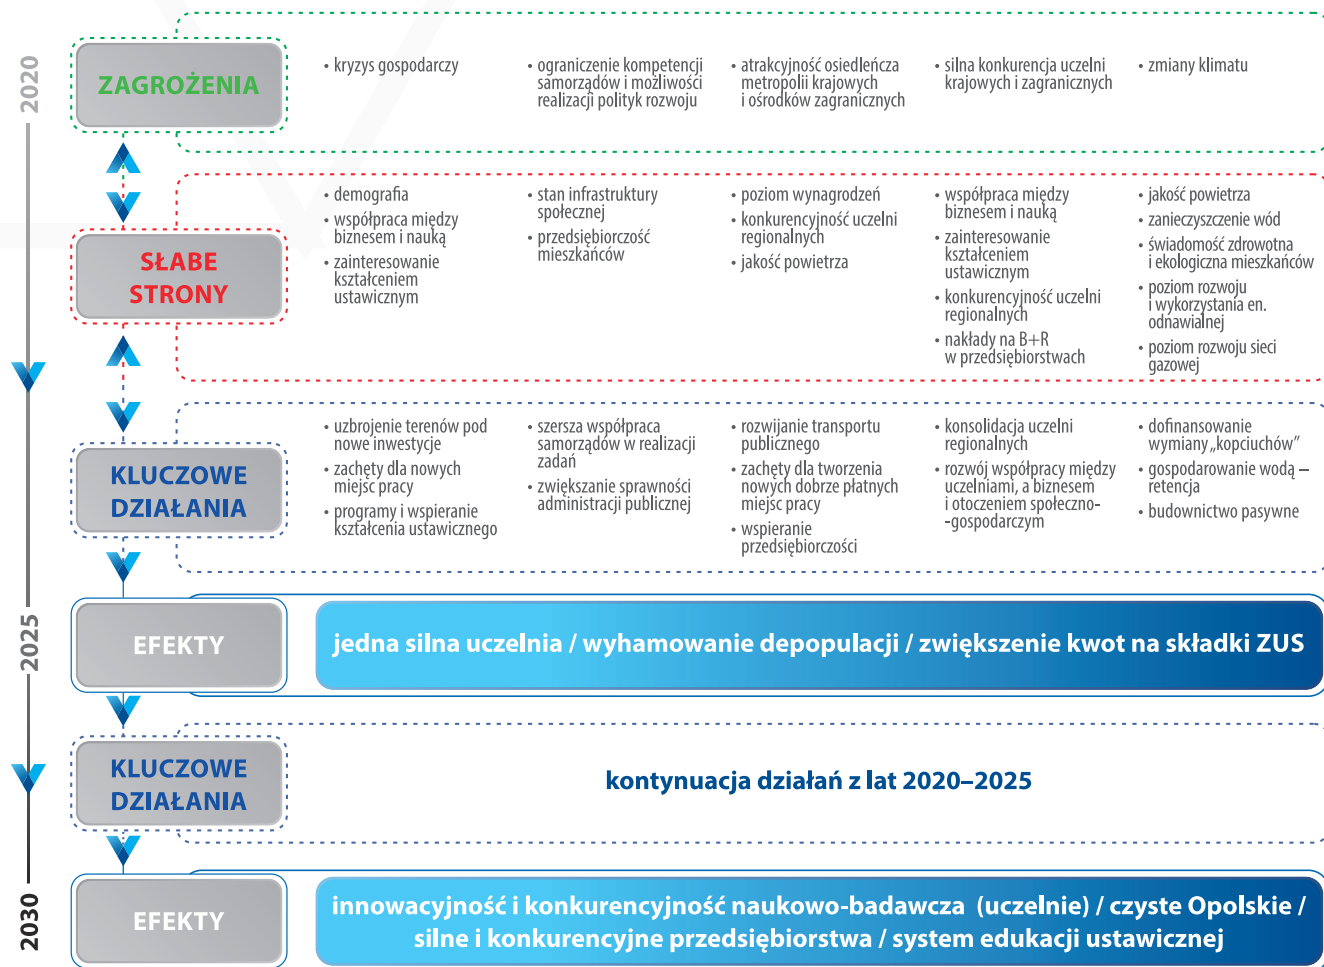 2020
ZAGROŻENIA
• kryzys gospodarczy
• ograniczenie kompetencji
samorządów i możliwości
realizacji polityk rozwoju
• atrakcyjność osiedleńcza
metropolii krajowych
i ośrodków zagranicznych
• silna konkurencja uczelni
krajowych i zagranicznych
• zmiany klimatu
SŁABE
STRONY
• demografia
• współpraca między
biznesem i nauką
• zainteresowanie
kształceniem
ustawicznym
• stan infrastruktury
społecznej
• przedsiębiorczość
mieszkańców
• poziom wynagrodzeń
• konkurencyjność uczelni
regionalnych
• jakość powietrza
• współpraca między
biznesem i nauką
• zainteresowanie
kształceniem
ustawicznym
• konkurencyjność uczelni
regionalnych
• nakłady na B+R
w przedsiębiorstwach
• jakość powietrza
• zanieczyszczenie wód
• świadomość zdrowotna
i ekologiczna mieszkańców
• poziom rozwoju
i wykorzystania en.
odnawialnej
• poziom rozwoju sieci
gazowej
KLUCZOWE
DZIAŁANIA
• uzbrojenie terenów pod
nowe inwestycje
• zachęty dla nowych
miejsc pracy
• programy i wspieranie
kształcenia ustawicznego
• szersza współpraca
samorządów w realizacji
zadań
• zwiększanie sprawności
administracji publicznej
• rozwijanie transportu
publicznego
• zachęty dla tworzenia
nowych dobrze płatnych
miejsc pracy
• wspieranie
przedsiębiorczości
• konsolidacja uczelni
regionalnych
• rozwój współpracy między
uczelniami, a biznesem
i otoczeniem społeczno-
-gospodarczym
• dofinansowanie
wymiany „kopciuchów”
• gospodarowanie wodą –
retencja
• budownictwo pasywne
2025
EFEKTY
jedna silna uczelnia / wyhamowanie depopulacji / zwiększenie kwot na składki ZUS
KLUCZOWE
DZIAŁANIA
kontynuacja działań z lat 2020–2025
2030
EFEKTY
innowacyjność i konkurencyjność naukowo-badawcza (uczelnie) / czyste Opolskie /
silne i konkurencyjne przedsiębiorstwa / system edukacji ustawicznej